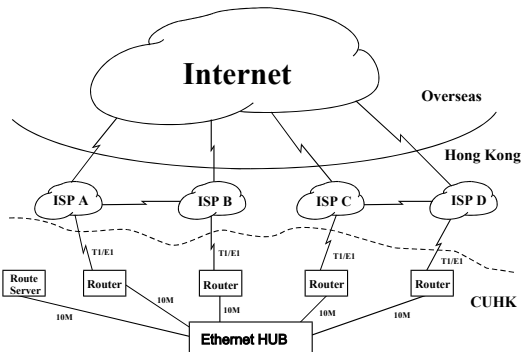 Internet
Overseas
Hong Kong
ISP A
ISP B
ISP C
ISP D
T1/E1
T1/E1
T1/E1
T1/E1
Route
Server
Router
Router
Router
Router
CUHK
10M
10M
10M
10M
10M
Ethernet HUB